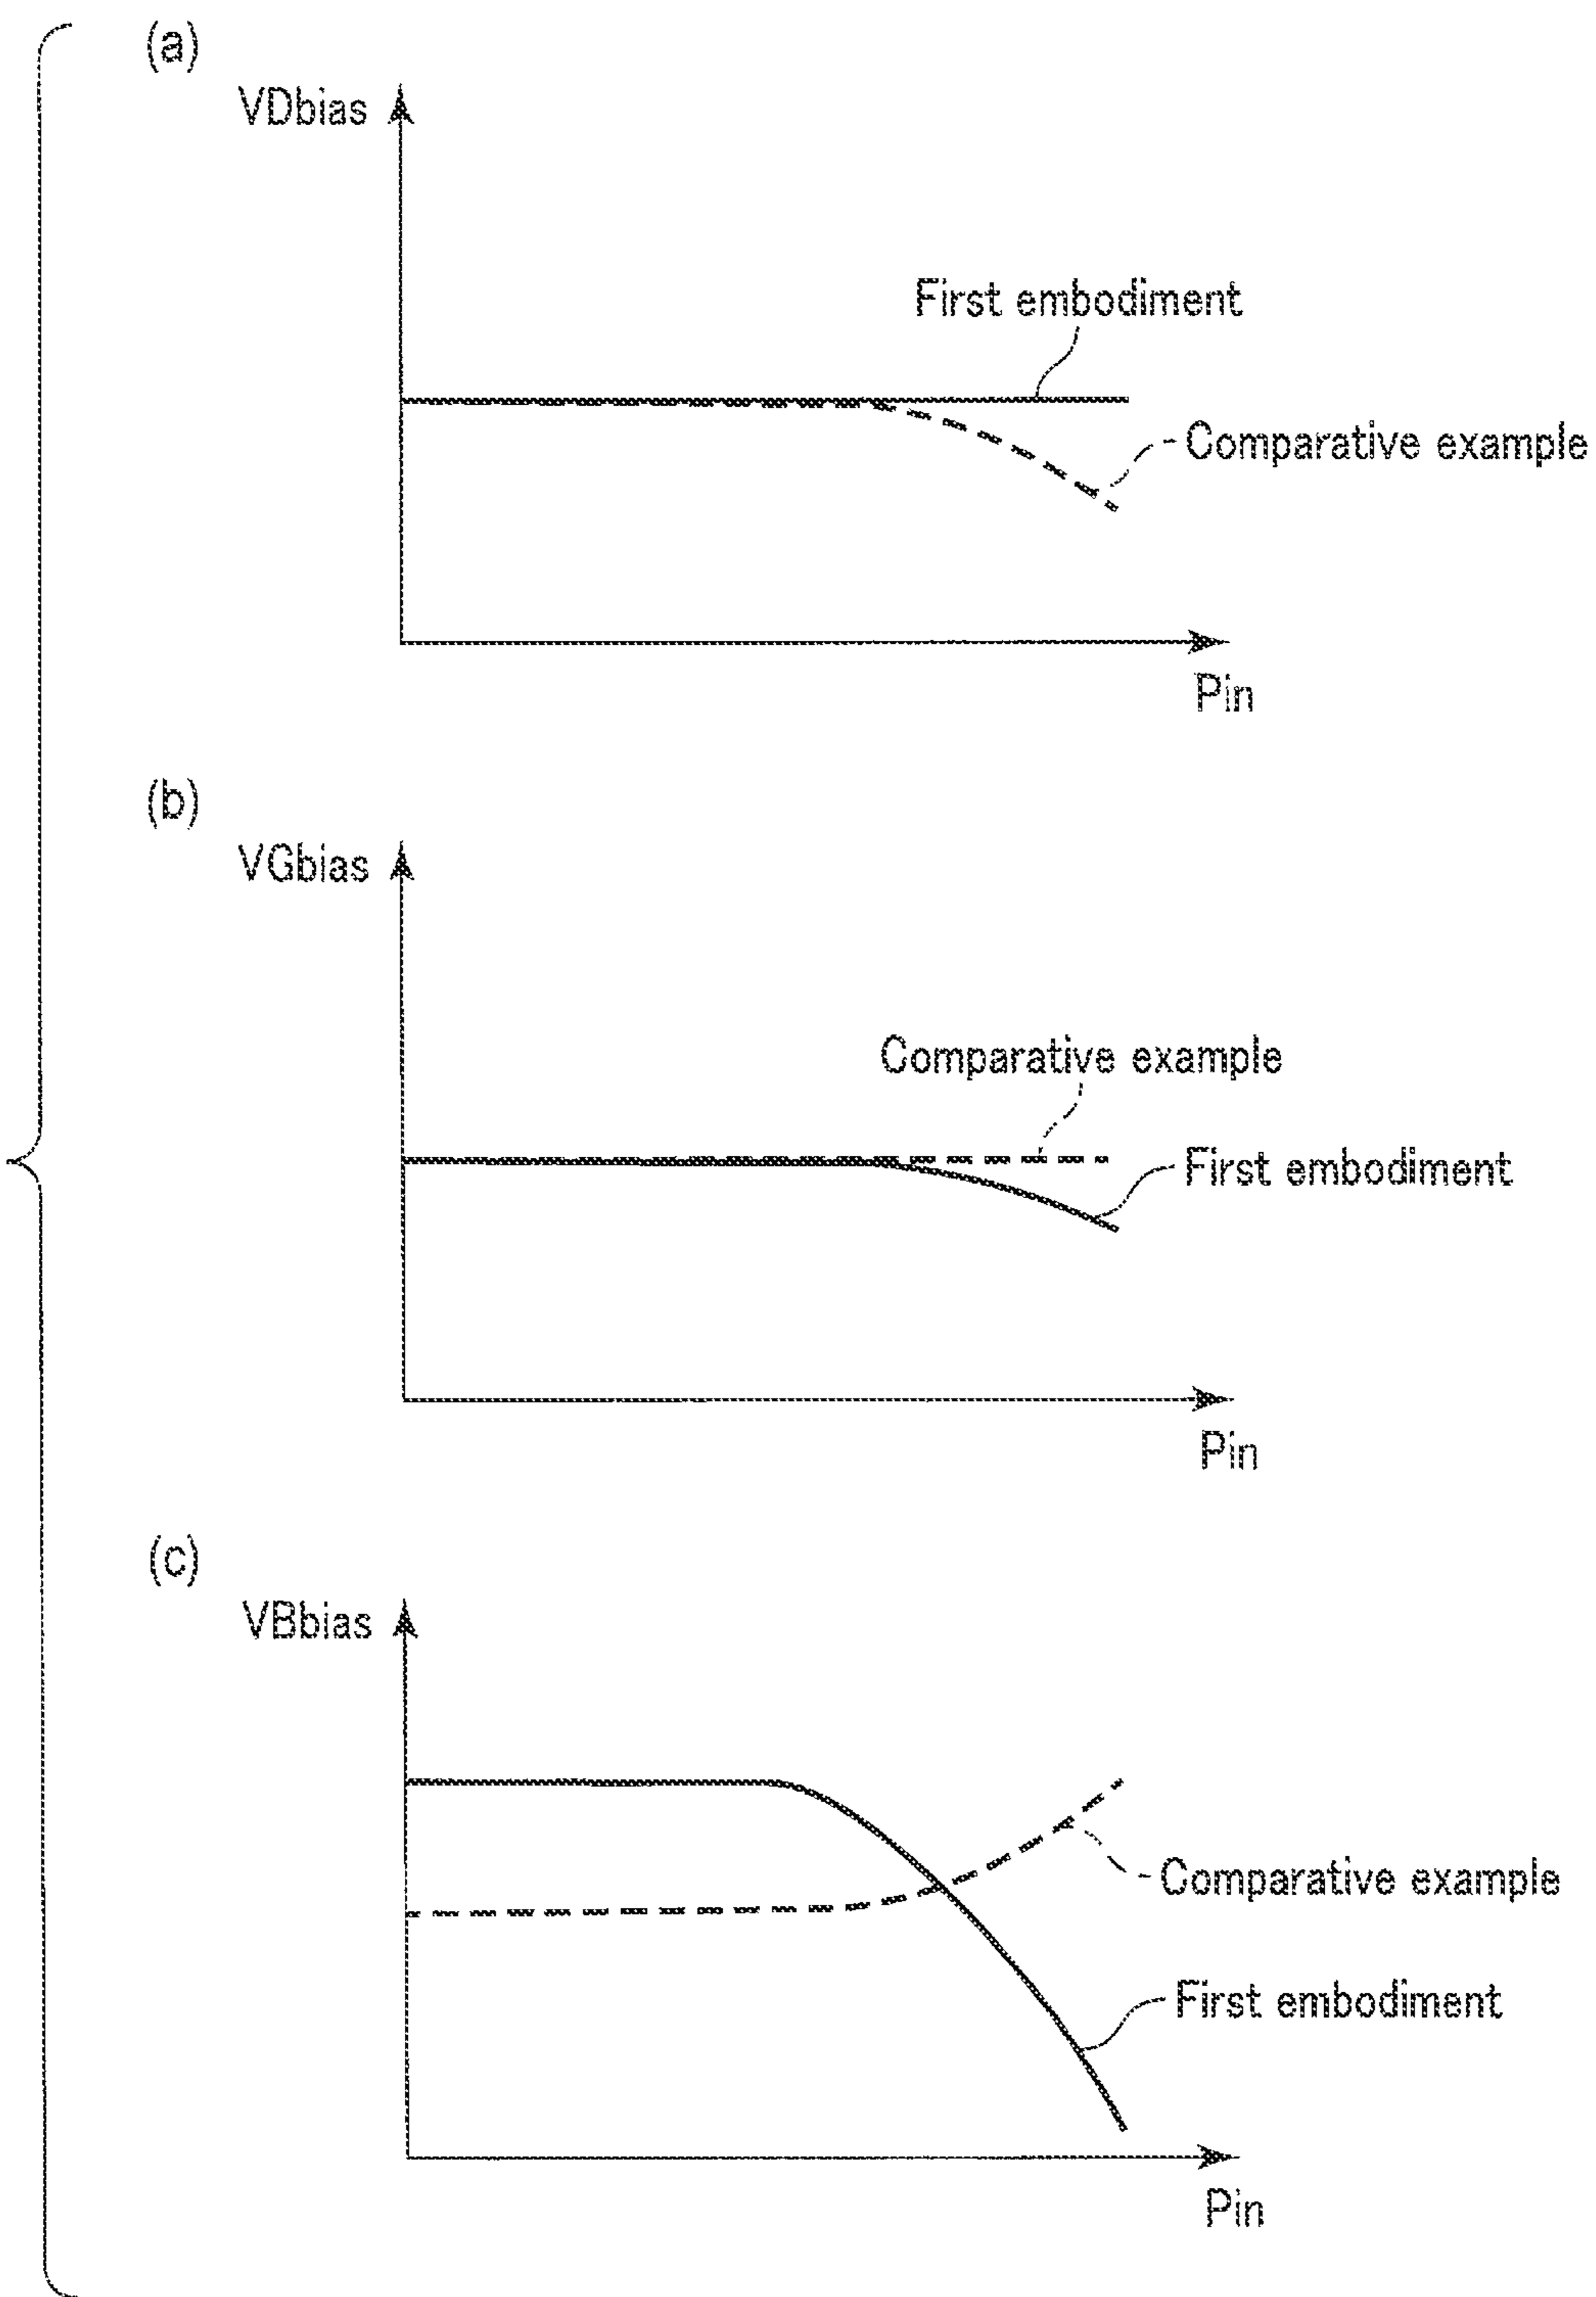 (a)
VDbias
First embodiment
Comparative example
Pin
(b)
VGbias
Comparative example
First embodiment
Pin
(c)
VBbias
Comparative example
First embodiment
Pin